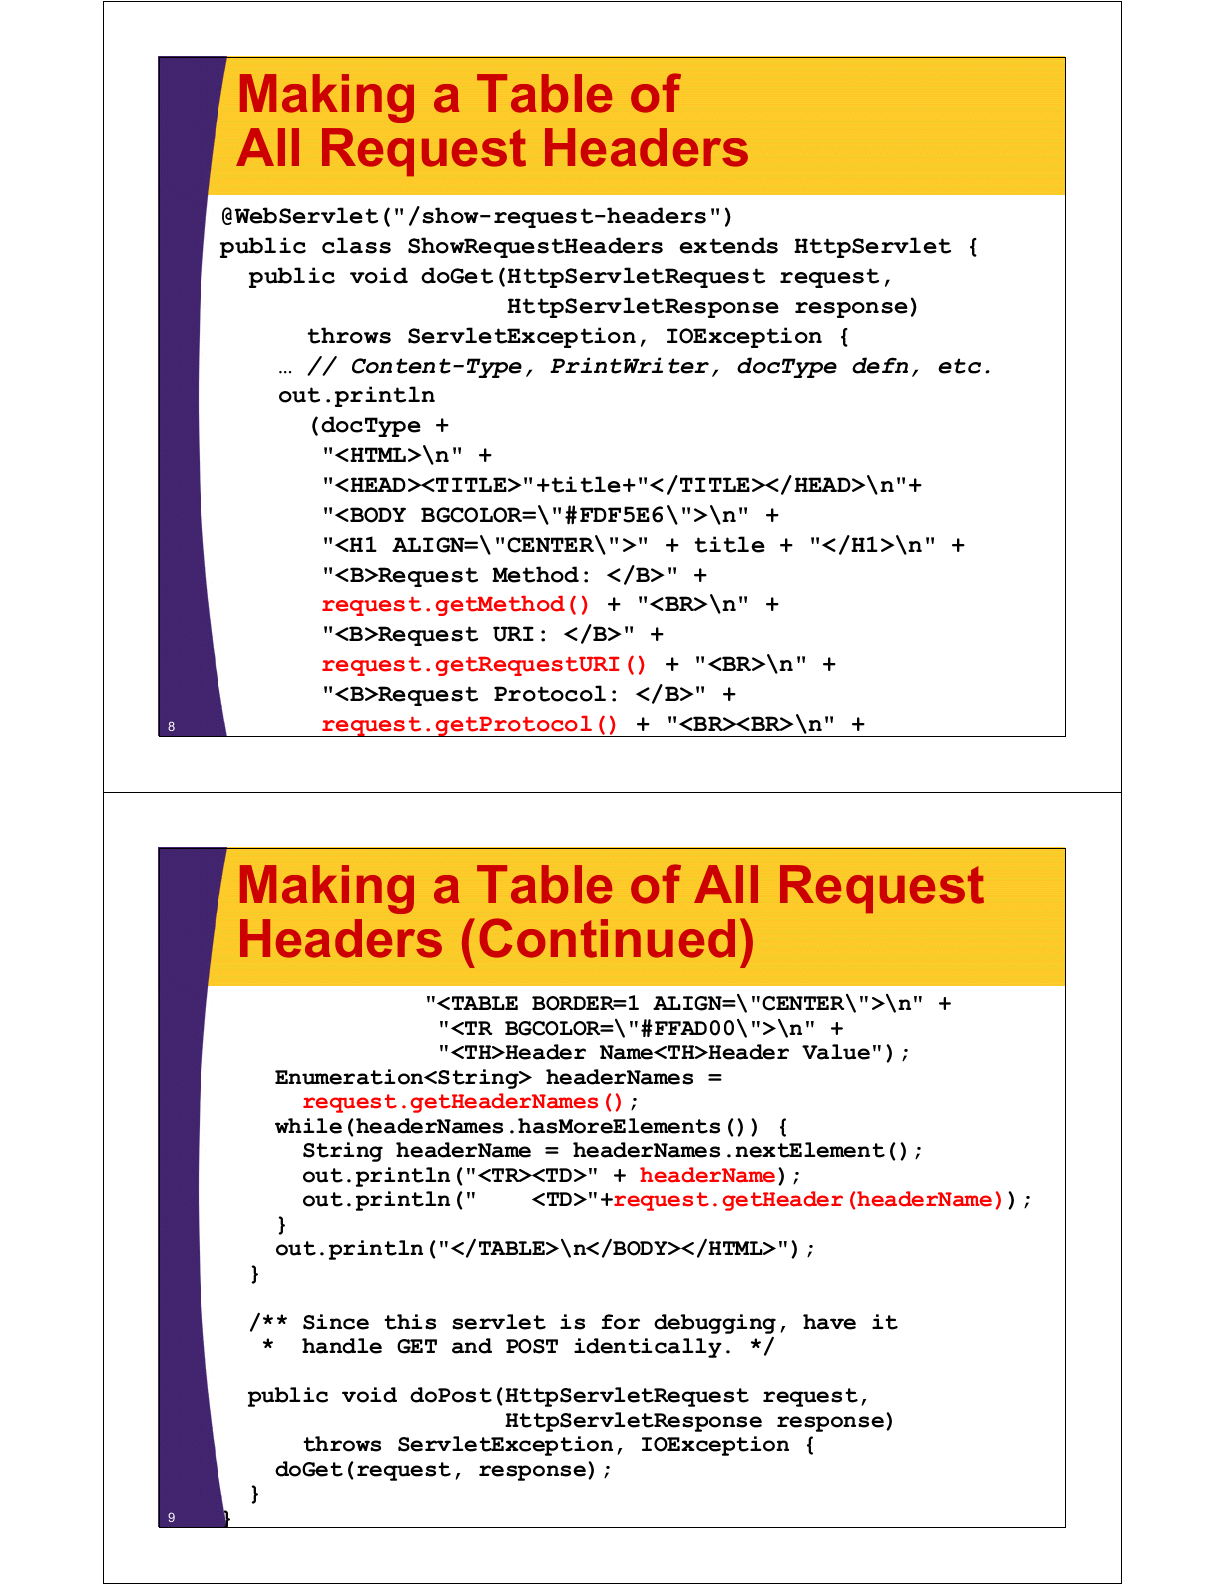 Making a Table of
All Request Headers
@WebServlet("/show-request-headers")
public class ShowRequestHeaders extends HttpServlet {
  public void doGet(HttpServletRequest request,
                    HttpServletResponse response)
      throws ServletException, IOException {
    … // Content-Type, PrintWriter, docType defn, etc.
    out.println
      (docType +
       "<HTML>\n" +
       "<HEAD><TITLE>"+title+"</TITLE></HEAD>\n"+
       "<BODY BGCOLOR=\"#FDF5E6\">\n" +
       "<H1 ALIGN=\"CENTER\">" + title + "</H1>\n" +
       "<B>Request Method: </B>" +
       request.getMethod() + "<BR>\n" +
       "<B>Request URI: </B>" +
       request.getRequestURI() + "<BR>\n" +
       "<B>Request Protocol: </B>" +
       request.getProtocol() + "<BR><BR>\n" +
8
Making a Table of All Request
Headers (Continued)
               "<TABLE BORDER=1 ALIGN=\"CENTER\">\n" +
                "<TR BGCOLOR=\"#FFAD00\">\n" +
                "<TH>Header Name<TH>Header Value");
    Enumeration<String> headerNames =
      request.getHeaderNames();
    while(headerNames.hasMoreElements()) {
      String headerName = headerNames.nextElement();
      out.println("<TR><TD>" + headerName);
      out.println("    <TD>"+request.getHeader(headerName));
    }
    out.println("</TABLE>\n</BODY></HTML>");
  }
  /** Since this servlet is for debugging, have it
   *  handle GET and POST identically. */
  public void doPost(HttpServletRequest request,
                     HttpServletResponse response)
      throws ServletException, IOException {
    doGet(request, response);
  }
}
9